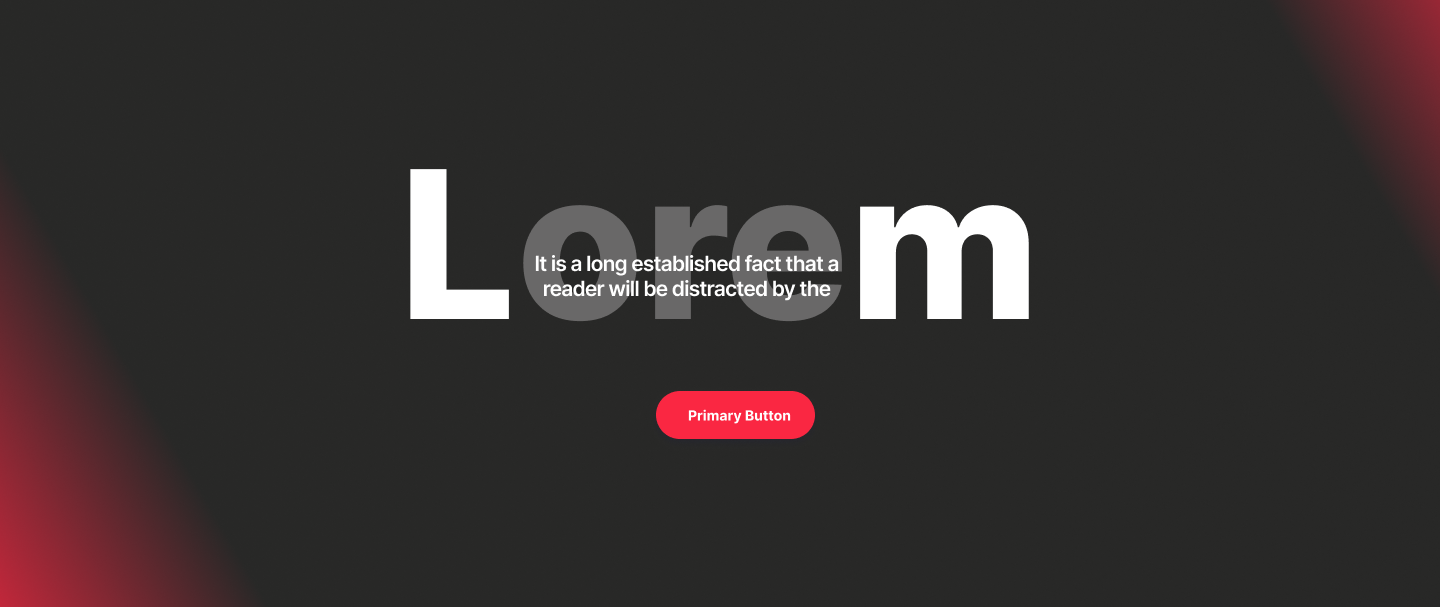 Lorem
It is a long established fact that a
reader will be distracted by the
Primary Button